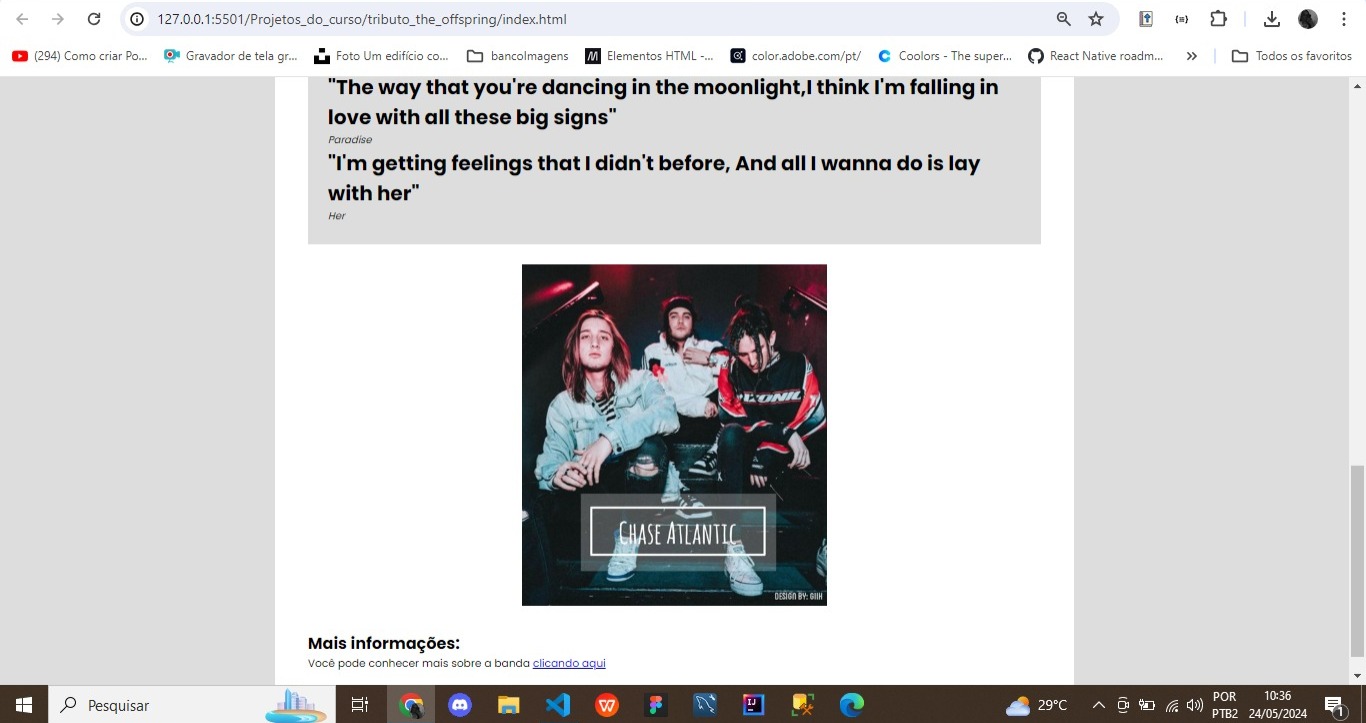 127.0.0.1:5501/Projetos_do_curso/tributo_the_offspring/index.html
(294) Como criar Po...
Gravador de tela gr...
Foto Um edifício co...
bancoImagens
Elementos HTML -...
color.adobe.com/pt/
Coolors - The super...
React Native roadm...
Todos os favoritos
"The way that you're dancing in the moonlight,I think I'm falling in
love with all these big signs"
Paradise
"I'm getting feelings that I didn't before, And all I wanna do is lay
with her"
Her
CHASE ATLANTIC
DESIGN BY: GIIH
Mais informações:
Você pode conhecer mais sobre a banda clicando aqui
Pesquisar
29°C
POR
PTB2
10:36
24/05/2024
1